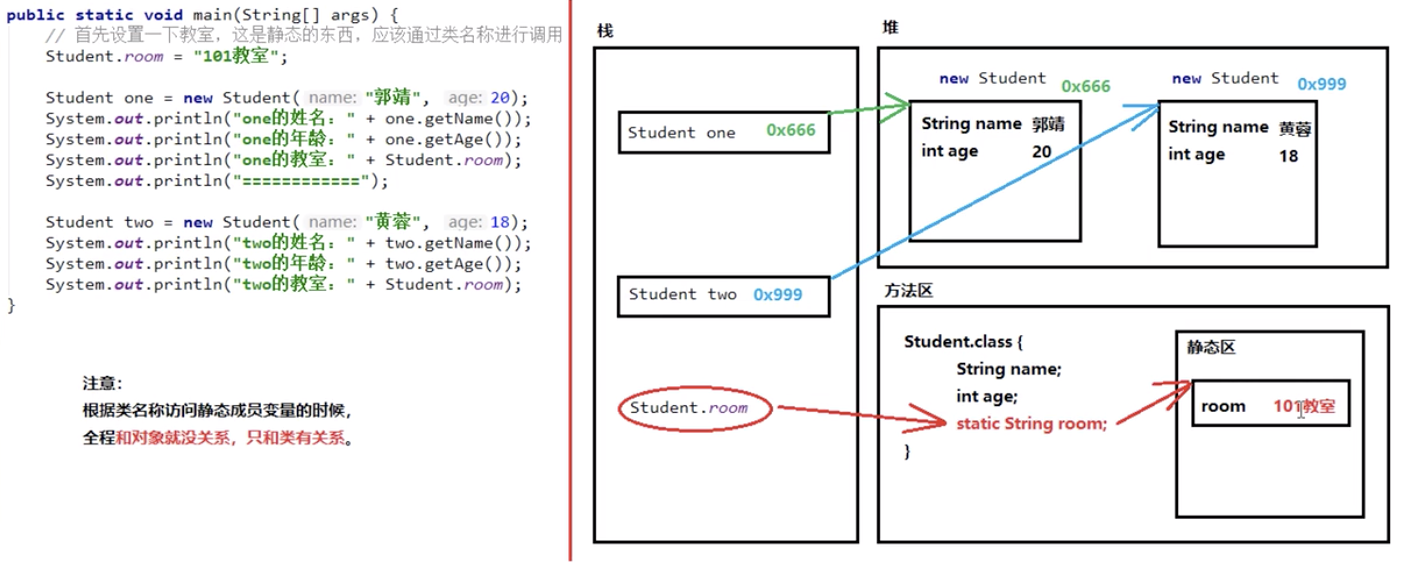 public static void main(String[] args) {
// 首先设置一下教室，这是静态的东西，应该通过类名称进行调用
Student.room = "101教室";
Student one = new Student( name: "郭靖", age: 20);
System.out.println("one的姓名：" + one.getName());
System.out.println("one的年龄：" + one.getAge());
System.out.println("one的教室：" + Student.room);
System.out.println("============");
Student two = new Student( name: "黄蓉", age: 18);
System.out.println("two的姓名：" + two.getName());
System.out.println("two的年龄：" + two.getAge());
System.out.println("two的教室：" + Student.room);
}
注意：
根据类名称访问静态成员变量的时候，
全程和对象就没关系，只和类有关系。
栈
Student one 0x666
Student two 0x999
Student.room
堆
new Student 0x666
String name 郭靖
int age 20
new Student 0x999
String name 黄蓉
int age 18
方法区
Student.class {
String name;
int age;
static String room;
}
静态区
room 101教室